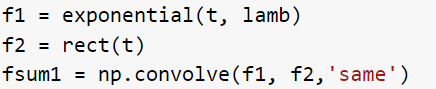 f1 = exponential(t, lamb)
f2 = rect(t)
fsum1 = np.convolve(f1, f2,'same')